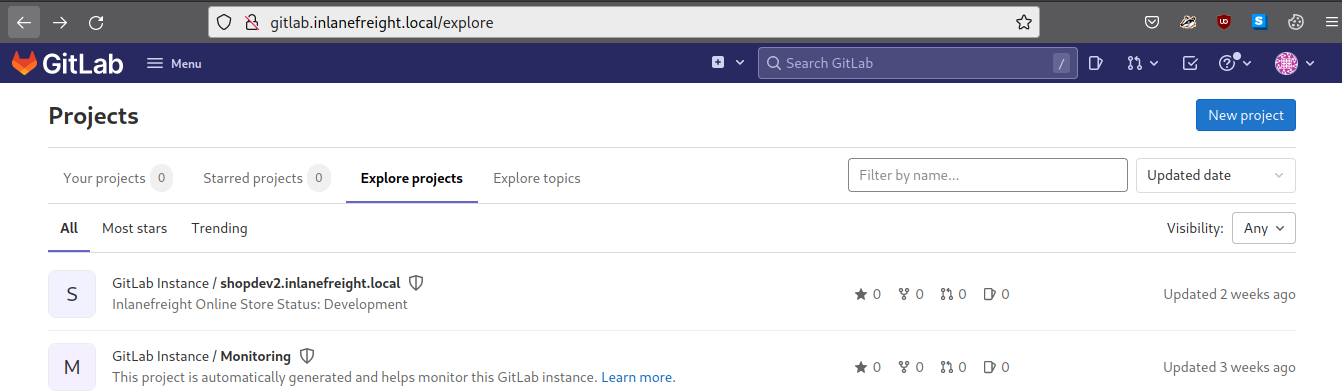 gitlab.inlanefreight.local/explore
GitLab Menu Search GitLab /
Projects New project
Your projects 0 Starred projects 0 Explore projects Explore topics Filter by name... Updated date
All Most stars Trending Visibility: Any
S GitLab Instance / shopdev2.inlanefreight.local 0 0 0 0 Updated 2 weeks ago
Inlanefreight Online Store Status: Development
M GitLab Instance / Monitoring 0 0 0 0 Updated 3 weeks ago
This project is automatically generated and helps monitor this GitLab instance. Learn more.